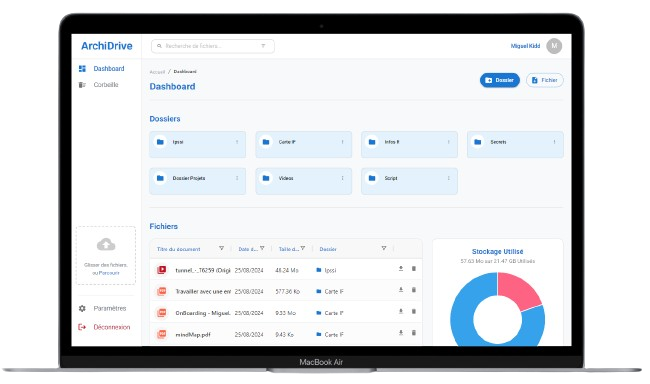 ArchiDrive
Recherche de fichiers...
Miguel Kidd
M
Dashboard
Corbeille
Accueil / Dashboard
Dashboard
Dossier
Fichier
Dossiers
Ipssi
Carte IF
Infos IF
Secrets
Dossier Projets
Videos
Script
Fichiers
Titre du document
Date d...
Taille d...
Dossier
tunnel_-_T6259 (Origi
25/08/2024
48.24 Mo
Ipssi
Travailler avec une em
25/08/2024
577.36 Ko
Carte IF
OnBoarding - Miguel.
25/08/2024
9.33 Mo
Carte IF
mindMap.pdf
25/08/2024
9.43 Ko
Carte IF
Stockage Utilisé
57.63 Mo sur 21.47 GB Utilisés
Glisser des fichiers,
ou Parcourir
Paramètres
Déconnexion
MacBook Air